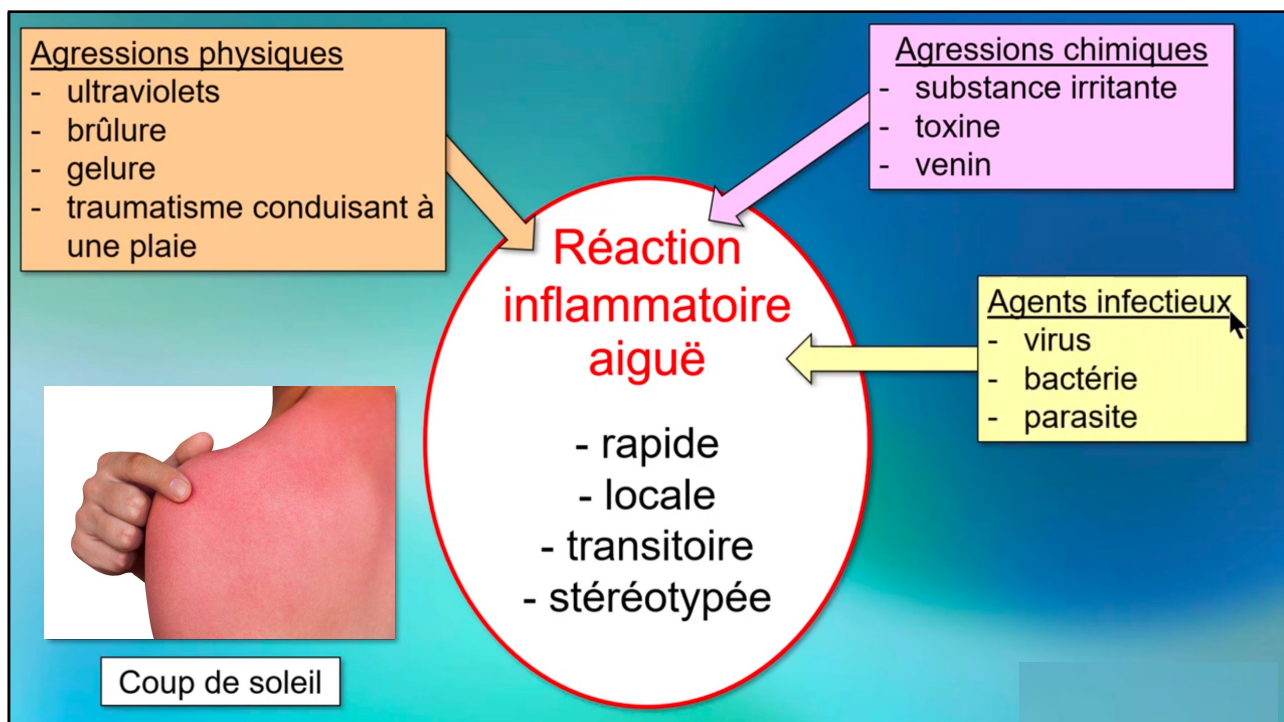 Agressions physiques
- ultraviolets
- brûlure
- gelure
- traumatisme conduisant à
une plaie
Agressions chimiques
- substance irritante
- toxine
- venin
Réaction
inflammatoire
aiguë
- rapide
- locale
- transitoire
- stéréotypée
Agents infectieux
- virus
- bactérie
- parasite
Coup de soleil